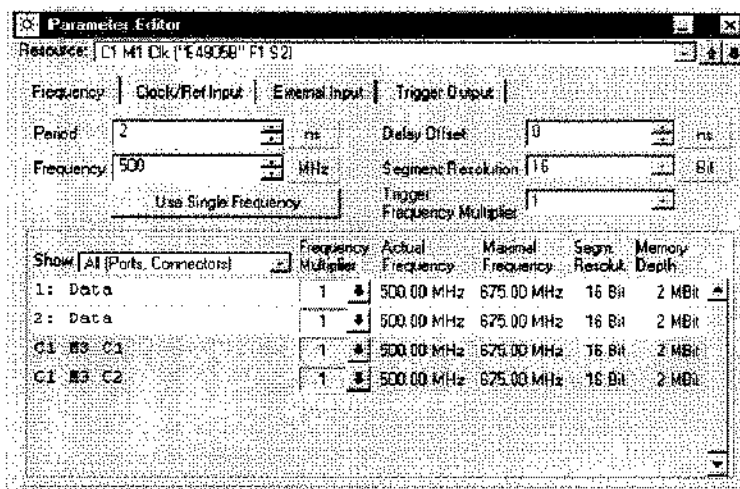 Parameter Editor
Resource: C1 M1 Clk ("E4805B" F1 S2)
Frequency Clock/Ref Input External Input Trigger Output
Period 2 ns Delay Offset 0 ns
Frequency 500 MHz Segment Resolution 16 Bit
Use Single Frequency Trigger Frequency Multiplier 1
Show All (Ports, Connectors) Frequency Multiplier Actual Frequency Maximal Frequency Segm. Resolut. Memory Depth
1: Data 1 500.00 MHz 675.00 MHz 16 Bit 2 MBit
2: Data 1 500.00 MHz 675.00 MHz 16 Bit 2 MBit
C1 M3 C1 1 500.00 MHz 675.00 MHz 16 Bit 2 MBit
C1 M3 C2 1 500.00 MHz 675.00 MHz 16 Bit 2 MBit